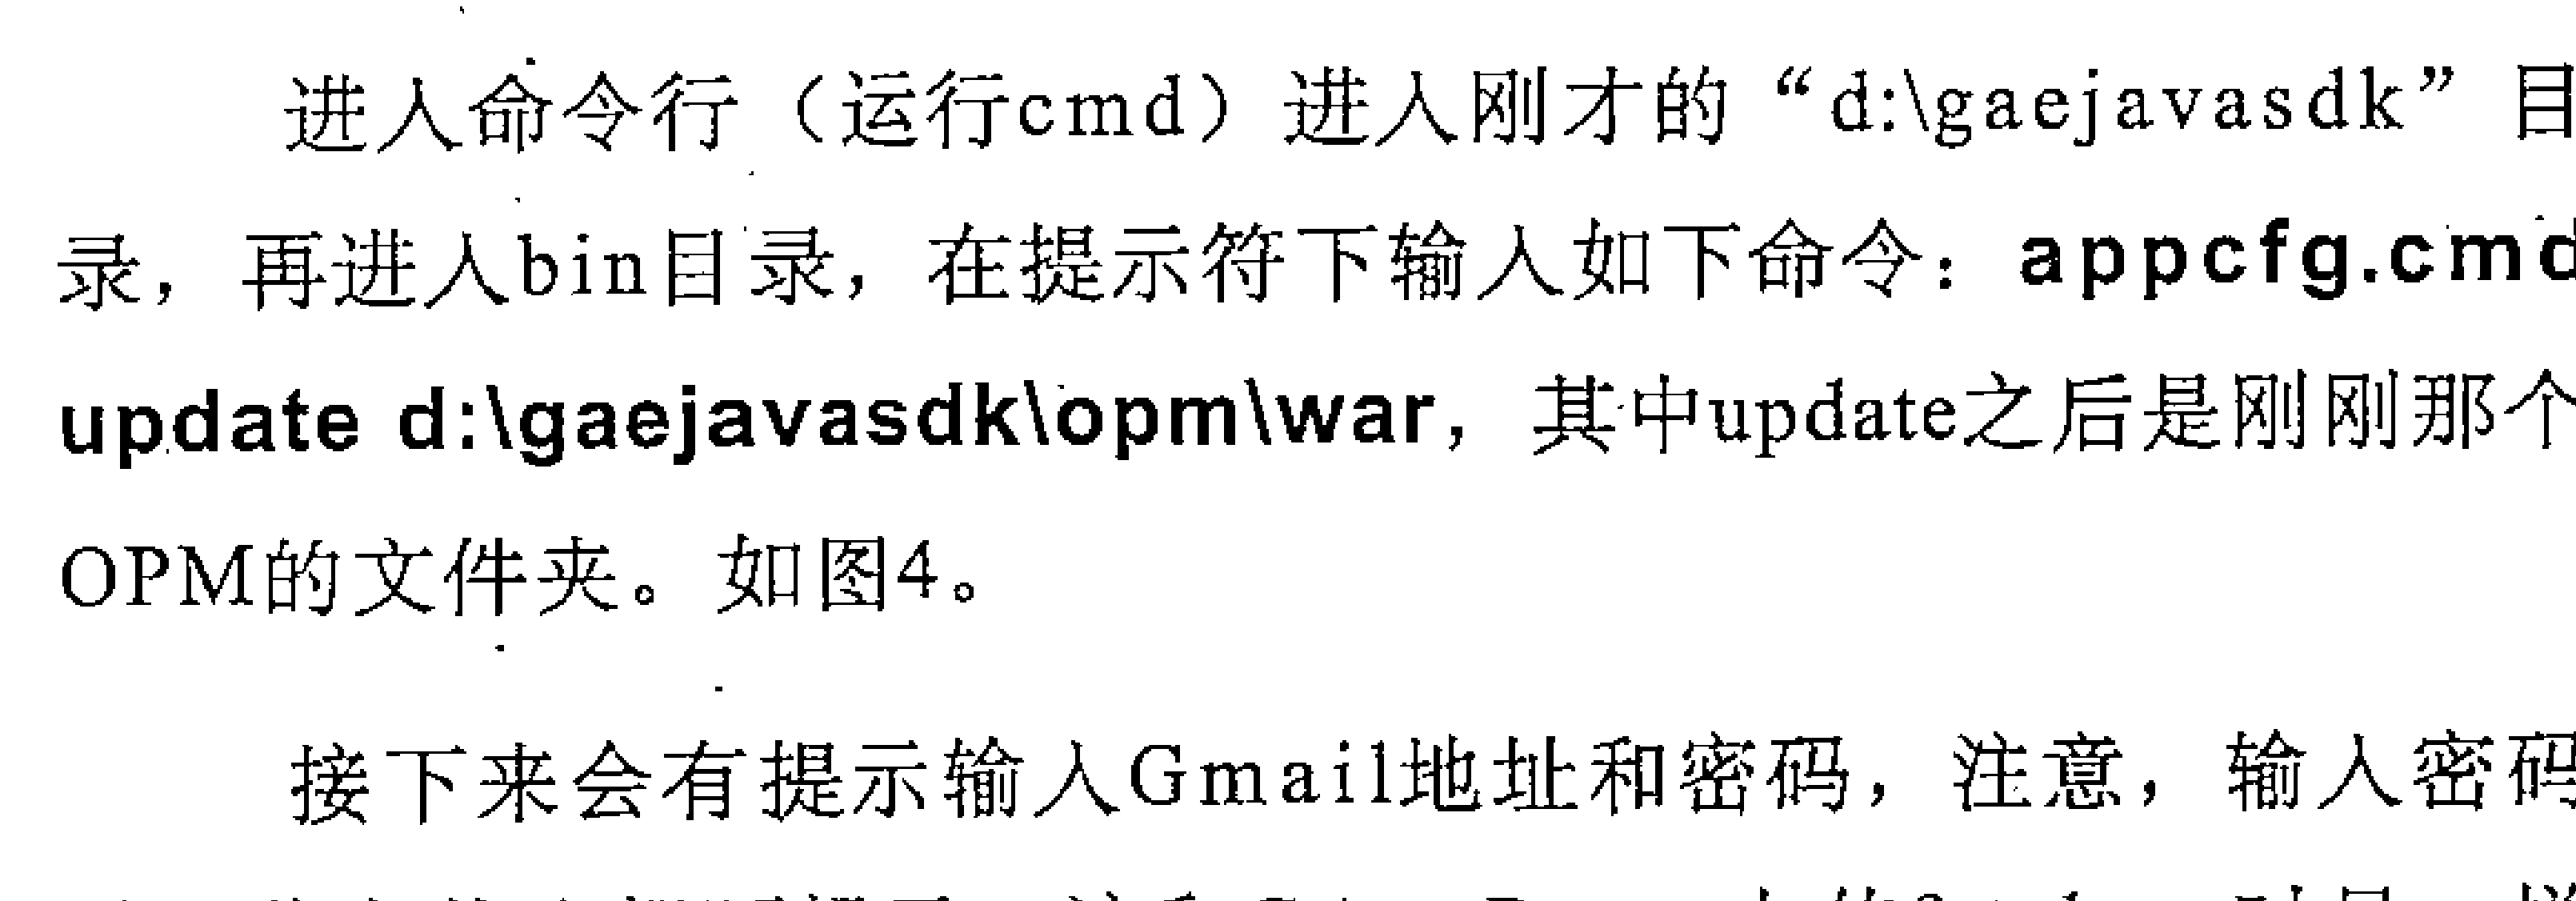 进入命令行（运行cmd）进入刚才的“d:\gaejavasdk”目
录，再进入bin目录，在提示符下输入如下命令：appcfg.cmd
update d:\gaejavasdk\opm\war，其中update之后是刚刚那个
OPM的文件夹。如图4。
接下来会有提示输入Gmail地址和密码，注意，输入密码